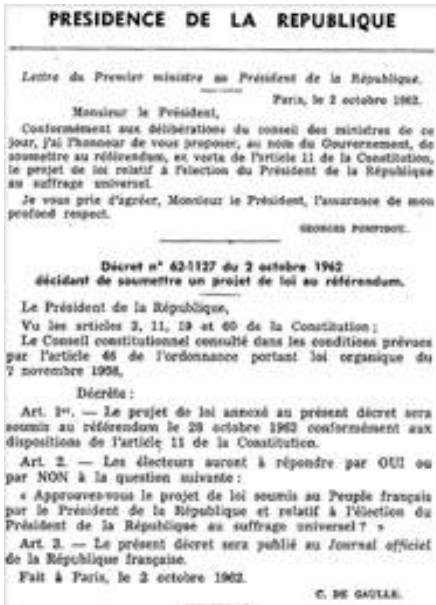 PRESIDENCE DE LA REPUBLIQUE
Lettre du Premier ministre au Président de la République.
Paris, le 2 octobre 1962.
Monsieur le Président,
Conformément aux délibérations du conseil des ministres de ce
jour, j'ai l'honneur de vous proposer, au nom du Gouvernement, de
soumettre au référendum, en vertu de l'article 11 de la Constitution,
le projet de loi relatif à l'élection du Président de la République
au suffrage universel.
Je vous prie d'agréer, Monsieur le Président, l'assurance de mon
profond respect.
GEORGES POMPIDOU.
Décret n° 62-1127 du 2 octobre 1962
décidant de soumettre un projet de loi au référendum.
Le Président de la République,
Vu les articles 3, 11, 19 et 60 de la Constitution ;
Le Conseil constitutionnel consulté dans les conditions prévues
par l'article 46 de l'ordonnance portant loi organique du
7 novembre 1958,
Décrète :
Art. 1er. — Le projet de loi annexé au présent décret sera
soumis au référendum le 28 octobre 1962 conformément aux
dispositions de l'article 11 de la Constitution.
Art. 2. — Les électeurs auront à répondre par OUI ou
par NON à la question suivante :
« Approuvez-vous le projet de loi soumis au Peuple français
par le Président de la République et relatif à l'élection du
Président de la République au suffrage universel ? »
Art. 3. — Le présent décret sera publié au Journal officiel
de la République française.
Fait à Paris, le 2 octobre 1962.
C. DE GAULLE.